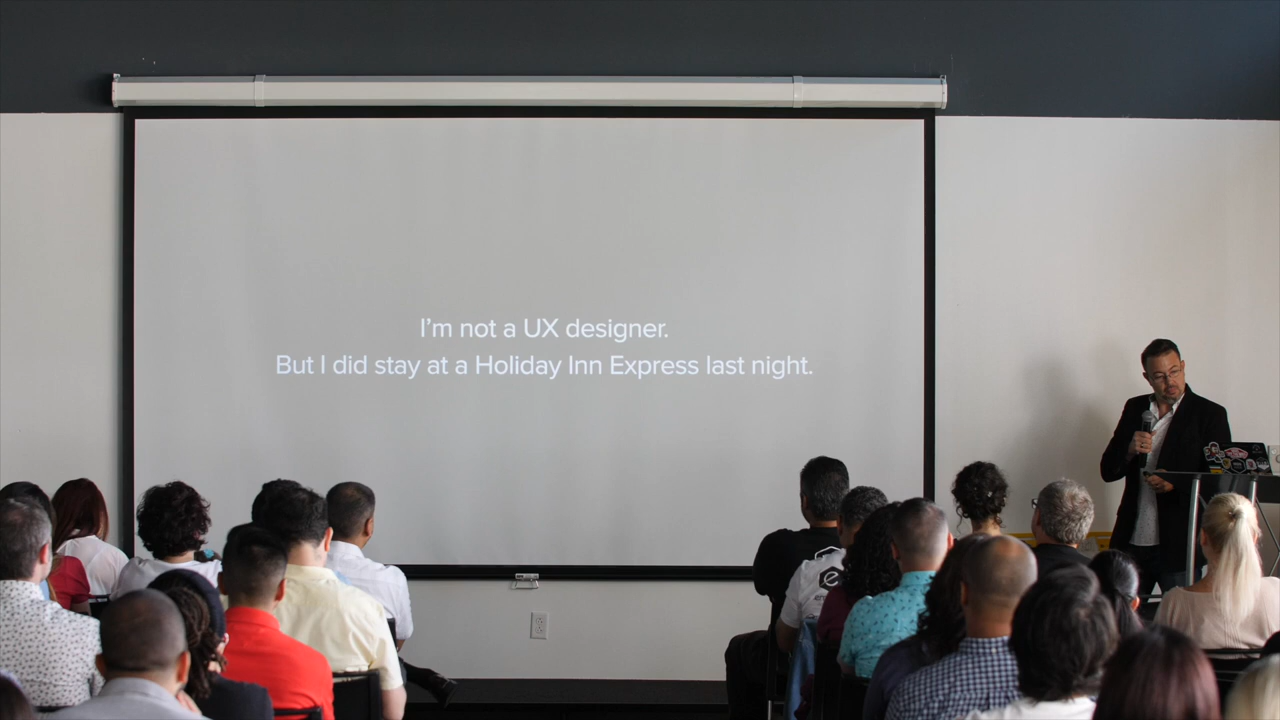 I'm not a UX designer.
But I did stay at a Holiday Inn Express last night.
e